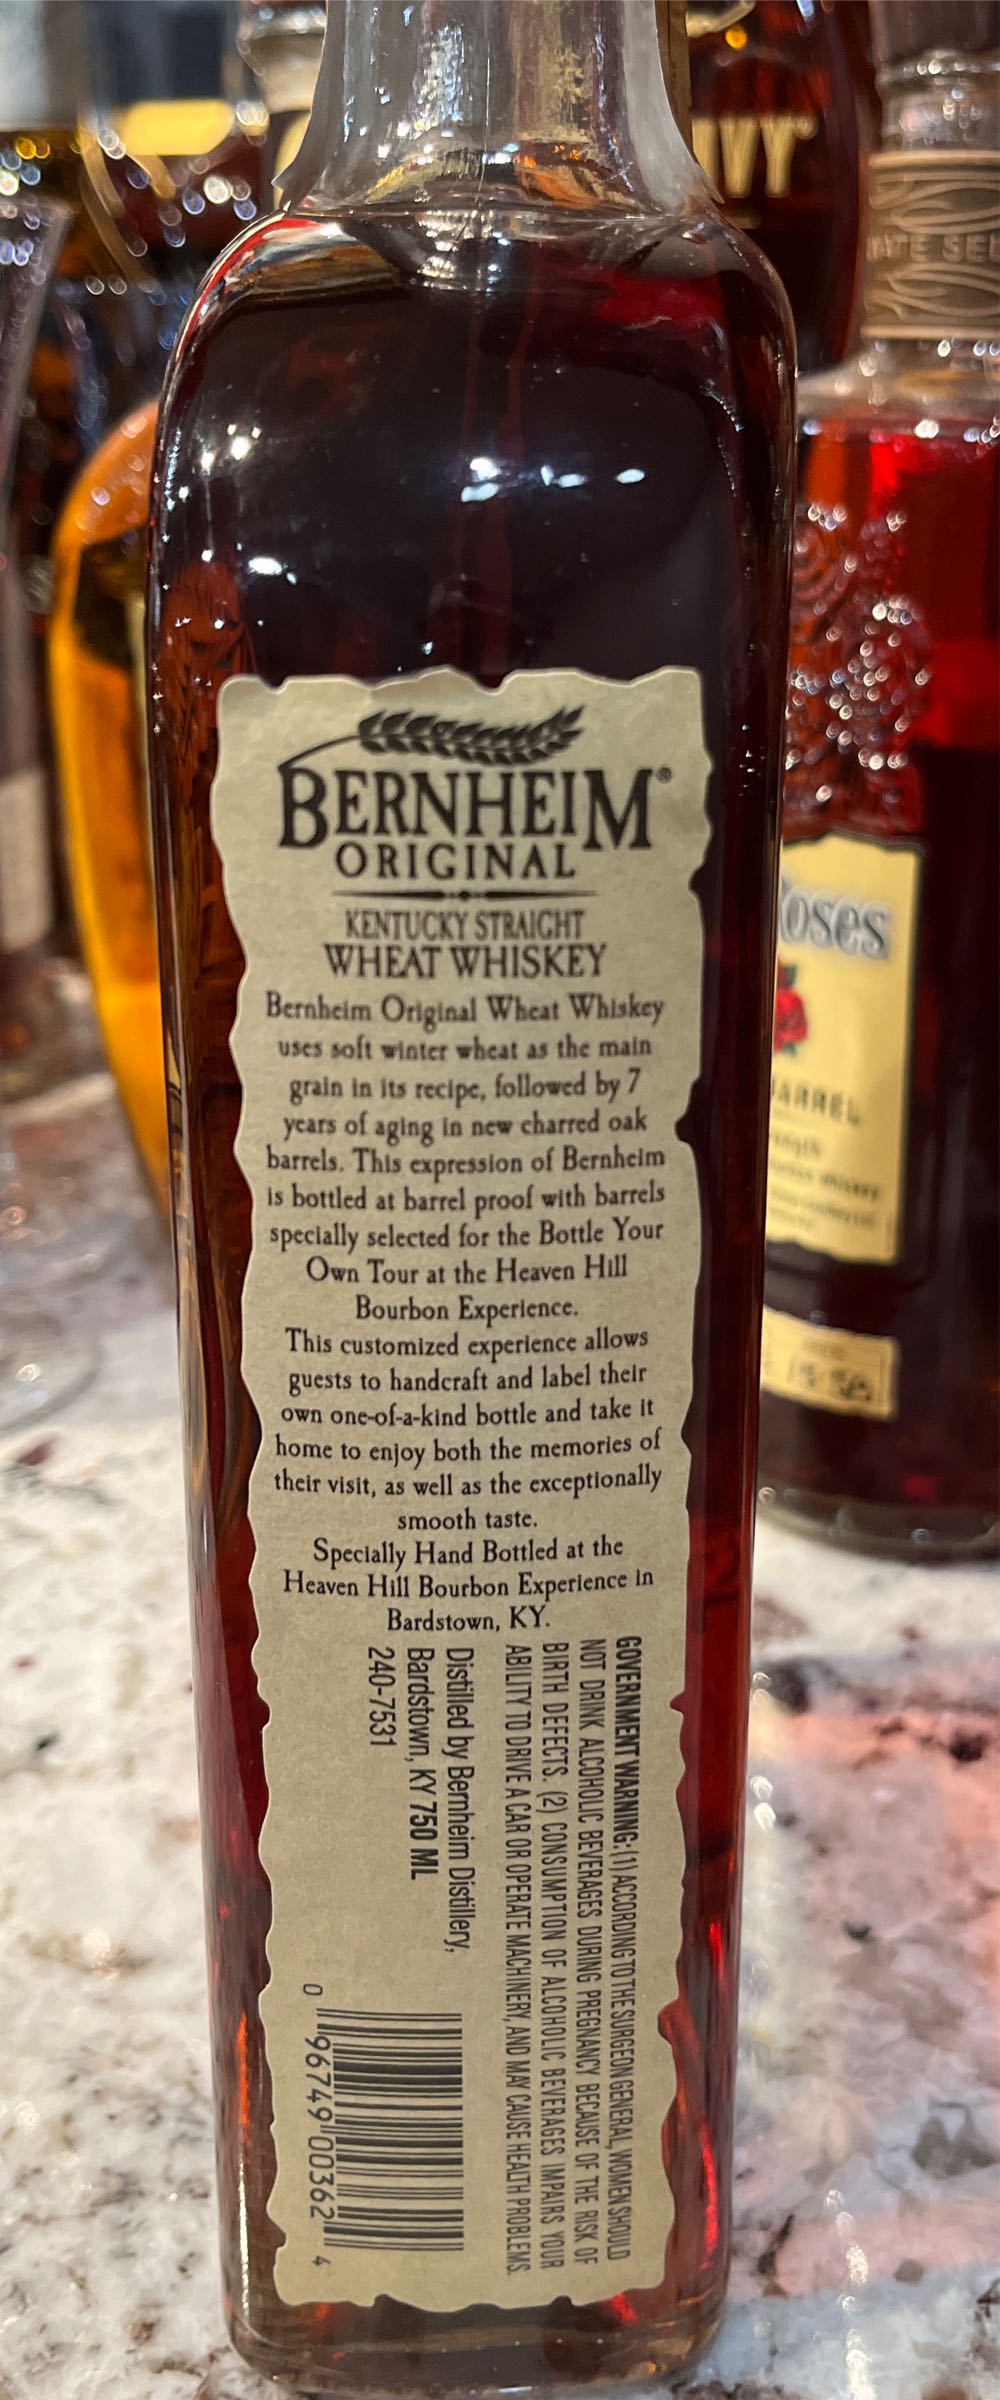 BERNHEIM®
ORIGINAL
KENTUCKY STRAIGHT
WHEAT WHISKEY
Bernheim Original Wheat Whiskey
uses soft winter wheat as the main
grain in its recipe, followed by 7
years of aging in new charred oak
barrels. This expression of Bernheim
is bottled at barrel proof with barrels
specially selected for the Bottle Your
Own Tour at the Heaven Hill
Bourbon Experience.
This customized experience allows
guests to handcraft and label their
own one-of-a-kind bottle and take it
home to enjoy both the memories of
their visit, as well as the exceptionally
smooth taste.
Specially Hand Bottled at the
Heaven Hill Bourbon Experience in
Bardstown, KY.
GOVERNMENT WARNING: (1) ACCORDING TO THE SURGEON GENERAL, WOMEN SHOULD
NOT DRINK ALCOHOLIC BEVERAGES DURING PREGNANCY BECAUSE OF THE RISK OF
BIRTH DEFECTS. (2) CONSUMPTION OF ALCOHOLIC BEVERAGES IMPAIRS YOUR
ABILITY TO DRIVE A CAR OR OPERATE MACHINERY, AND MAY CAUSE HEALTH PROBLEMS.
Distilled by Bernheim Distillery,
Bardstown, KY 750 ML
240-7531
0 96749 00362 4
VY®
ATE SEL
Roses
BARREL